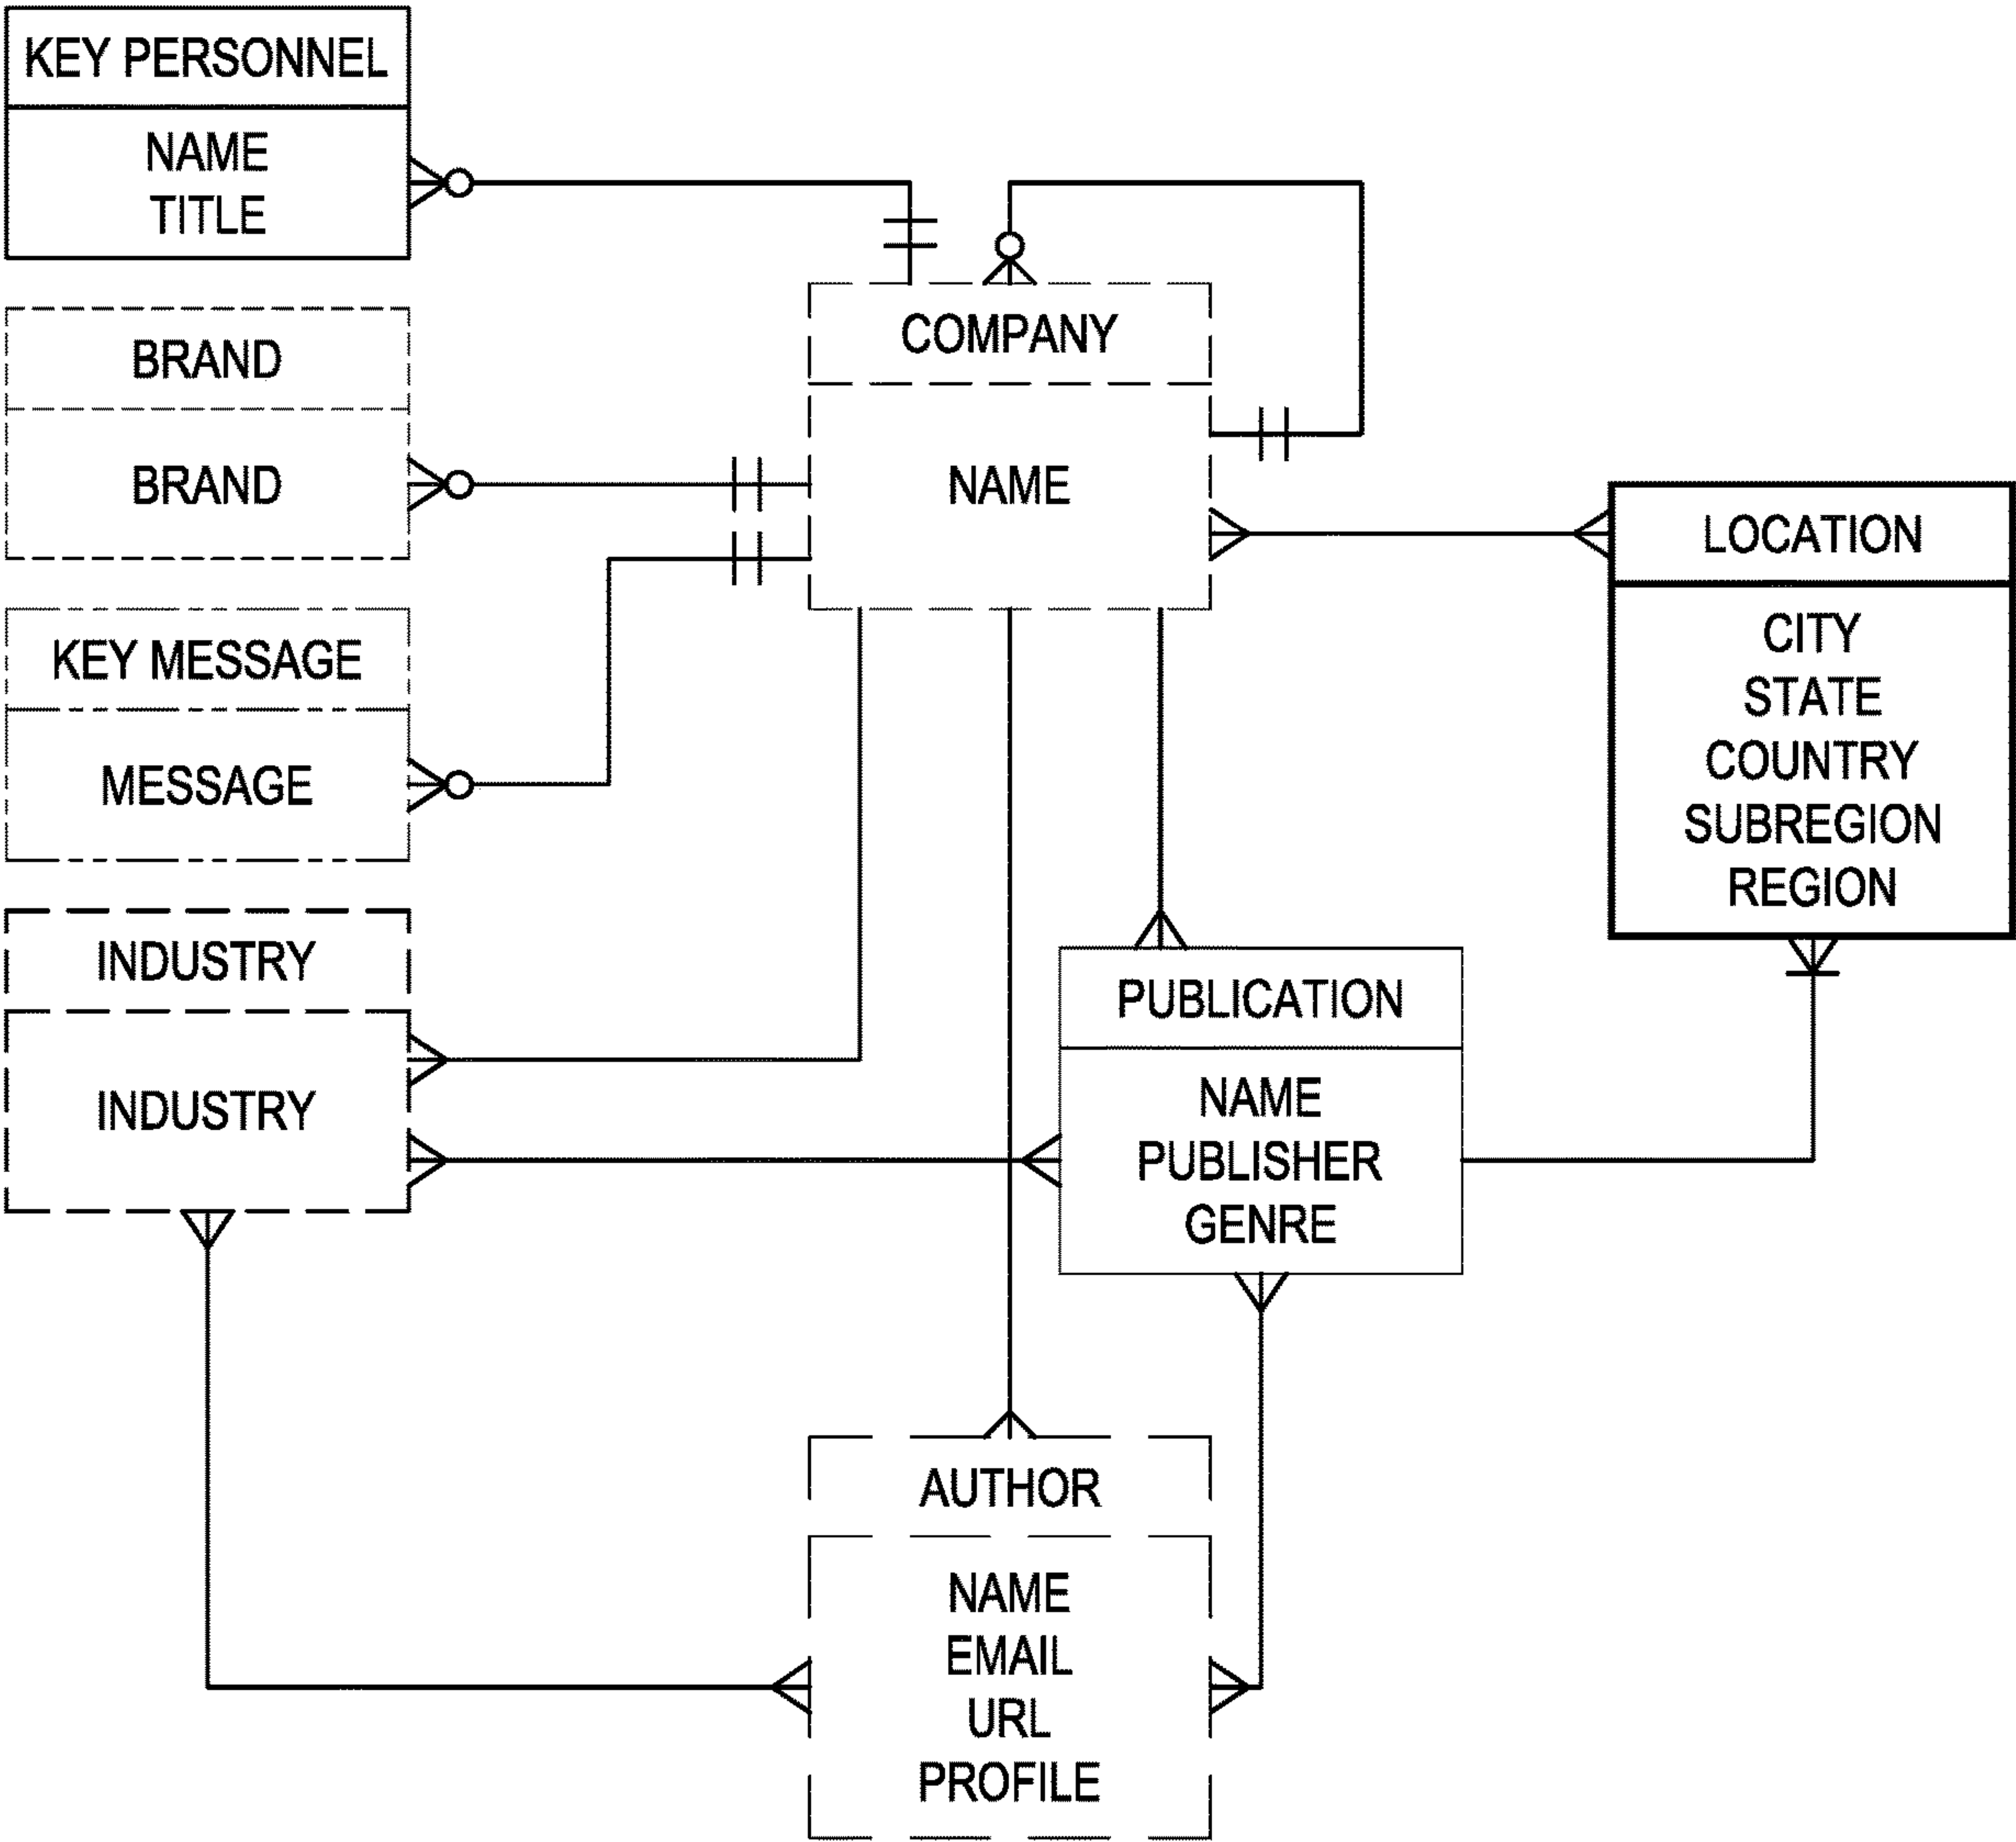 KEY PERSONNEL
NAME
TITLE
BRAND
BRAND
KEY MESSAGE
MESSAGE
INDUSTRY
INDUSTRY
COMPANY
NAME
LOCATION
CITY
STATE
COUNTRY
SUBREGION
REGION
PUBLICATION
NAME
PUBLISHER
GENRE
AUTHOR
NAME
EMAIL
URL
PROFILE